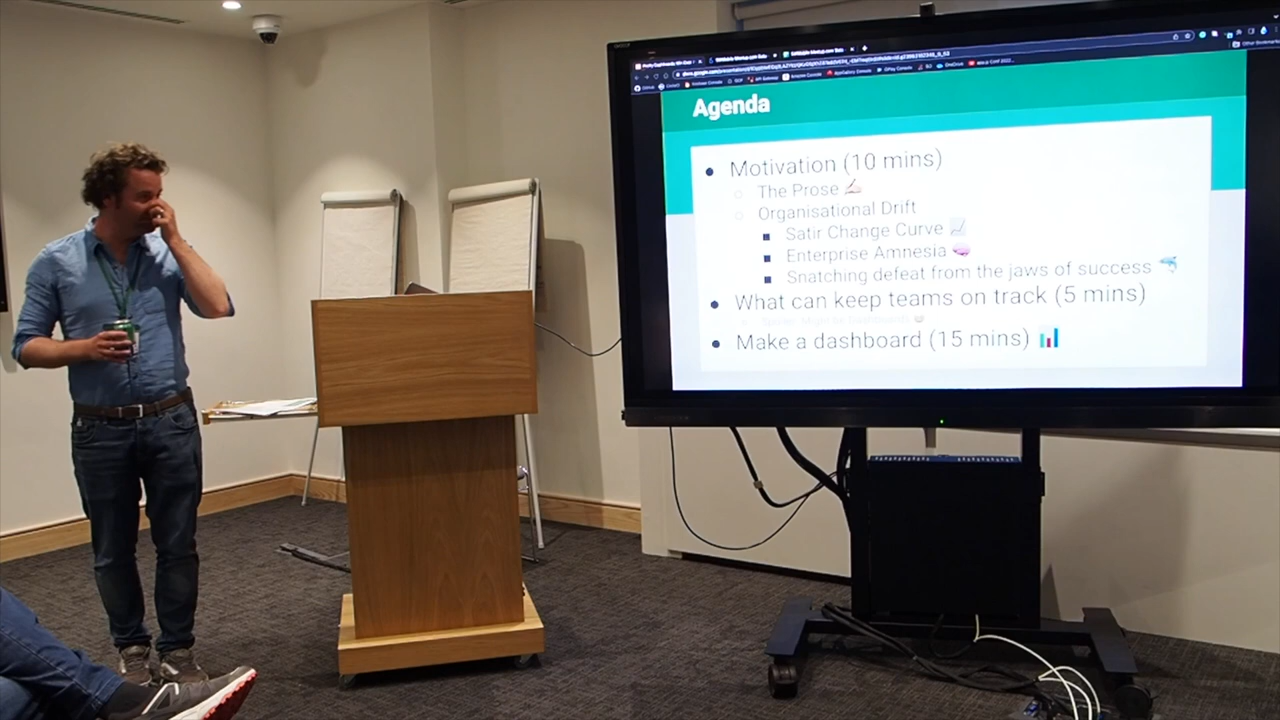 Agenda
● Motivation (10 mins)
○ The Prose ✍🏻
○ Organisational Drift
■ Satir Change Curve 📈
■ Enterprise Amnesia 🧠
■ Snatching defeat from the jaws of success 🐬
● What can keep teams on track (5 mins)
● Make a dashboard (15 mins) 📊